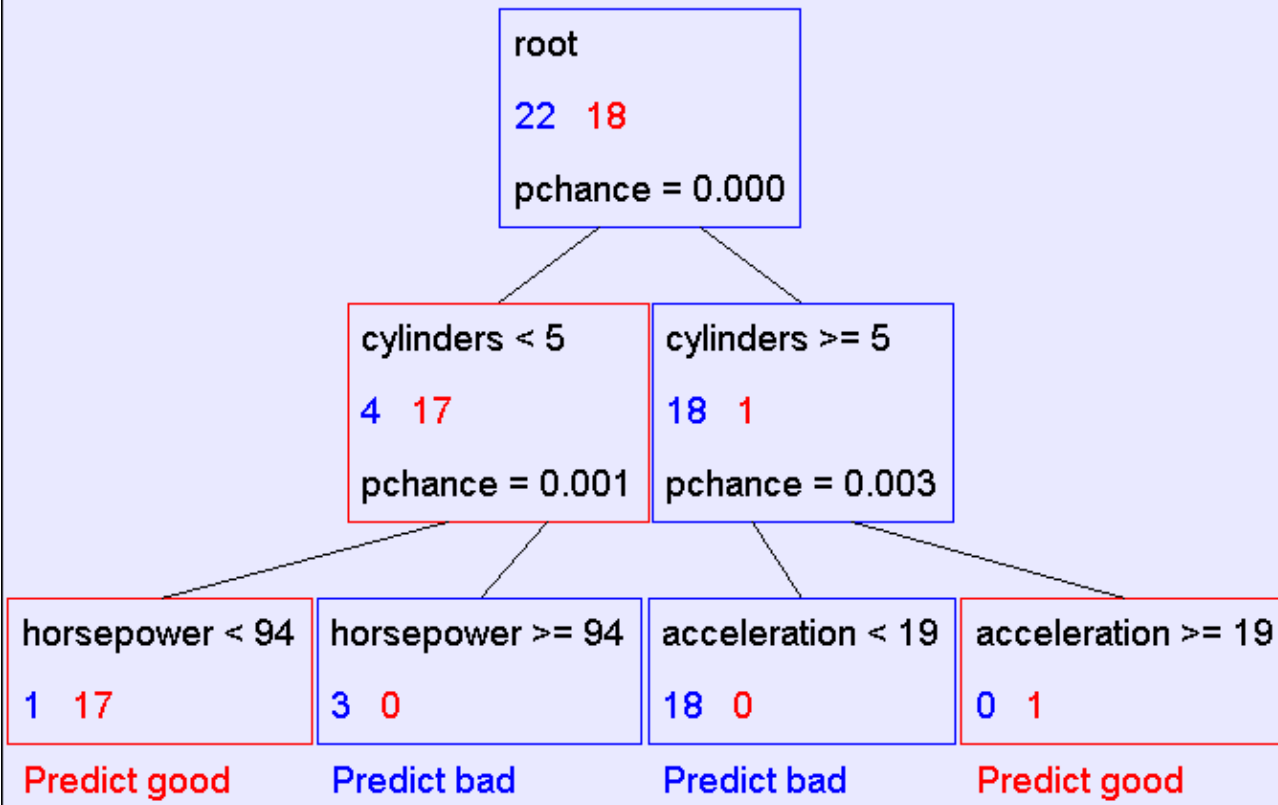 root
22 18
pchance = 0.000
cylinders < 5
4 17
pchance = 0.001
cylinders >= 5
18 1
pchance = 0.003
horsepower < 94
1 17
Predict good
horsepower >= 94
3 0
Predict bad
acceleration < 19
18 0
Predict bad
acceleration >= 19
0 1
Predict good